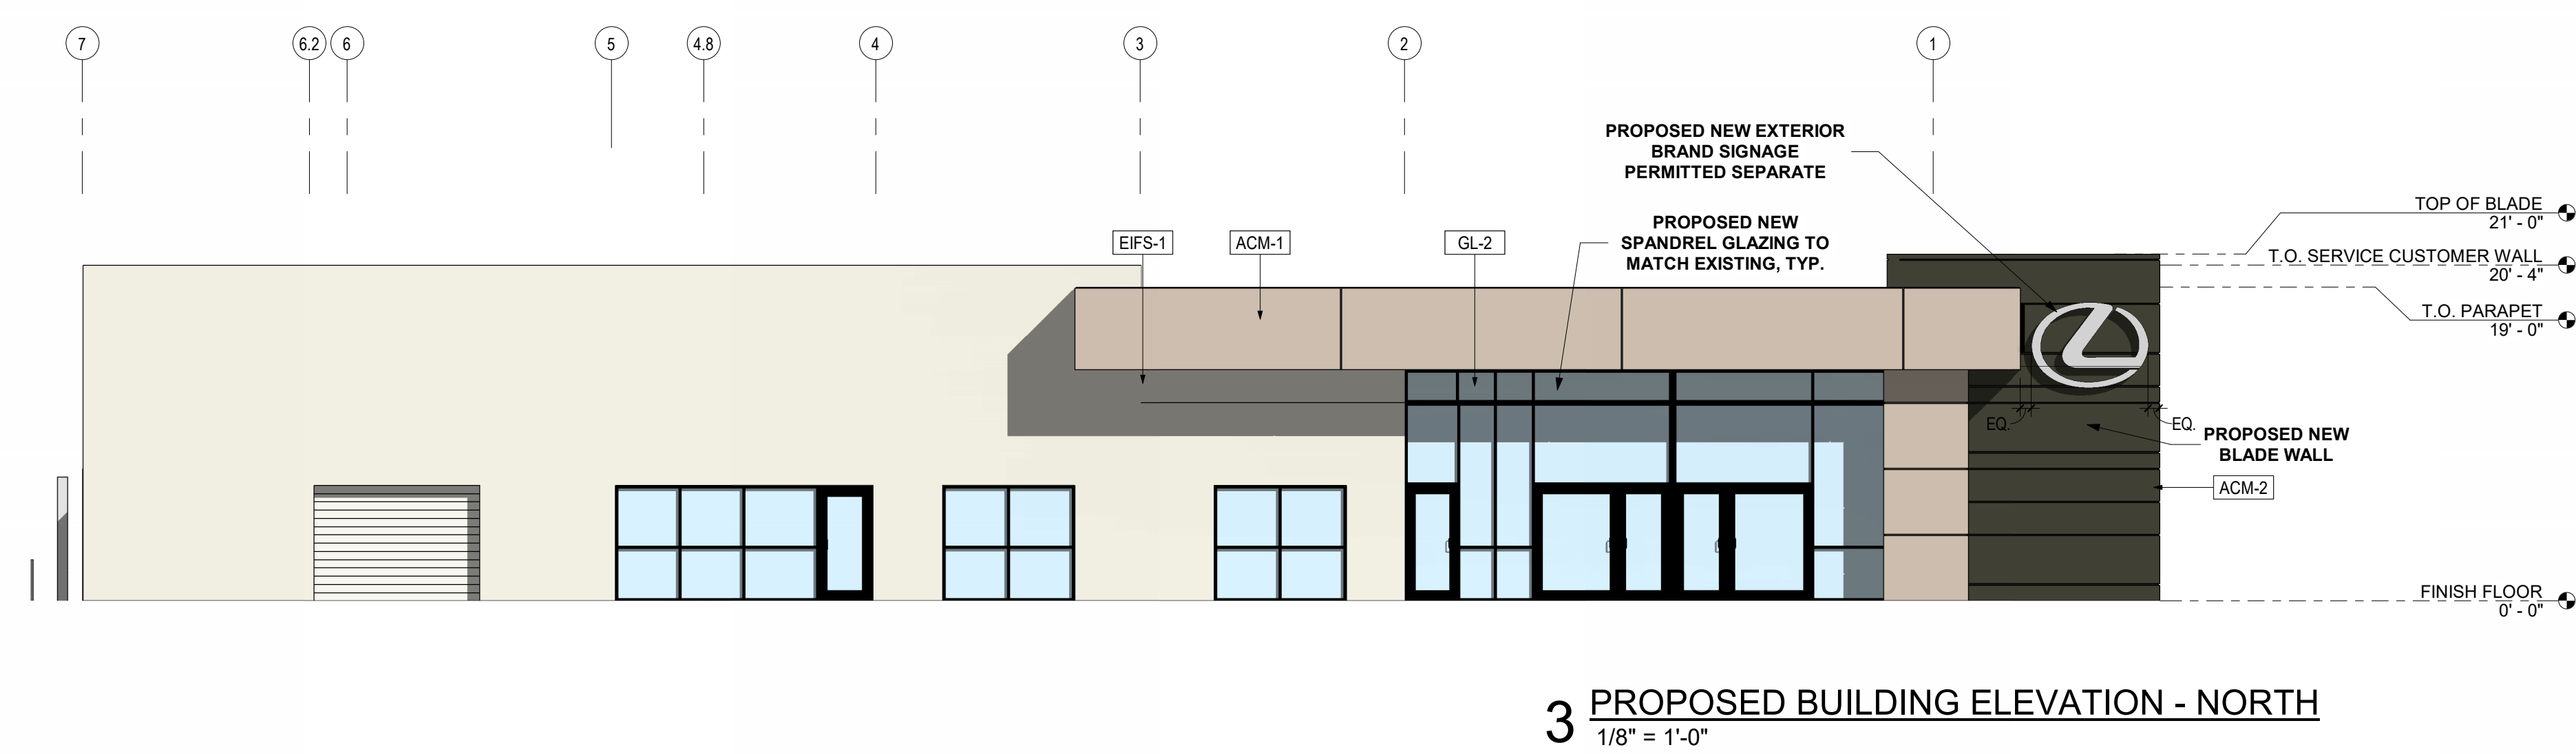 7
6.2
6
5
4.8
4
3
2
1
PROPOSED NEW EXTERIOR
BRAND SIGNAGE
PERMITTED SEPARATE
TOP OF BLADE
21' - 0"
PROPOSED NEW
SPANDREL GLAZING TO
MATCH EXISTING, TYP.
EIFS-1
ACM-1
GL-2
T.O. SERVICE CUSTOMER WALL
20' - 4"
T.O. PARAPET
19' - 0"
EQ.
EQ.
PROPOSED NEW
BLADE WALL
ACM-2
FINISH FLOOR
0' - 0"
3 PROPOSED BUILDING ELEVATION - NORTH
1/8" = 1'-0"